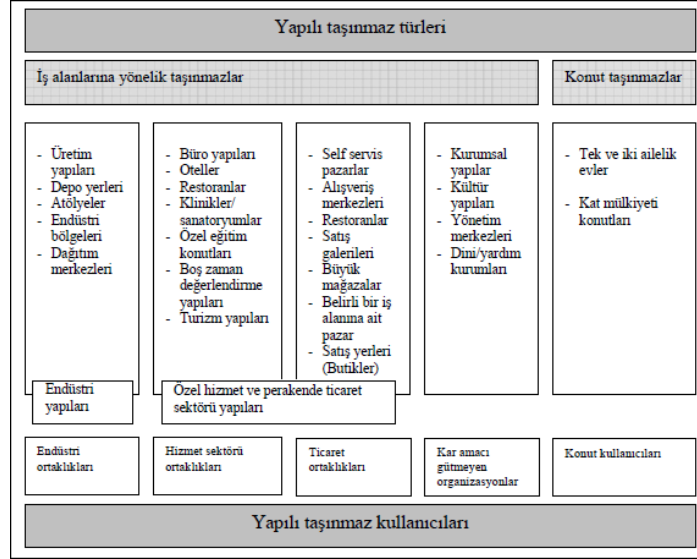 Yapılı taşınmaz türleri
İş alanlarına yönelik taşınmazlar
Konut taşınmazlar
- Üretim
yapıları
- Depo yerleri
- Atölyeler
- Endüstri
bölgeleri
- Dağıtım
merkezleri
- Büro yapıları
- Oteller
- Restoranlar
- Klinikler/
sanatoryumlar
- Özel eğitim
konutları
- Boş zaman
değerlendirme
yapıları
- Turizm yapıları
- Self servis
pazarlar
- Alışveriş
merkezleri
- Restoranlar
- Satış
galerileri
- Büyük
mağazalar
- Belirli bir iş
alanına ait
pazar
- Satış yerleri
(Butikler)
- Kurumsal
yapılar
- Kültür
yapıları
- Yönetim
merkezleri
- Dini/yardım
kurumları
- Tek ve iki ailelik
evler
- Kat mülkiyeti
konutları
Endüstri
yapıları
Özel hizmet ve perakende ticaret
sektörü yapıları
Endüstri
ortaklıkları
Hizmet sektörü
ortaklıkları
Ticaret
ortaklıkları
Kar amacı
gütmeyen
organizasyonlar
Konut kullanıcıları
Yapılı taşınmaz kullanıcıları